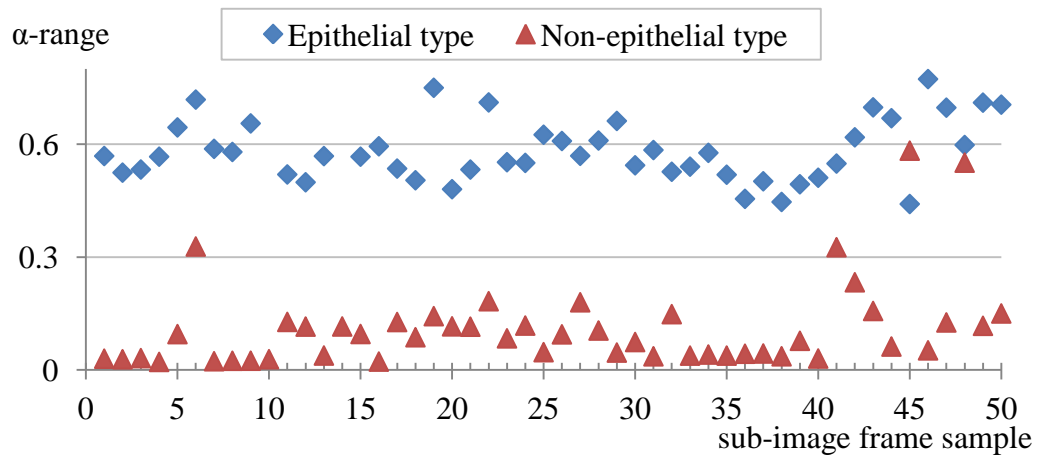 α-range
Epithelial type Non-epithelial type
0.6
0.3
0
0 5 10 15 20 25 30 35 40 45 50
sub-image frame sample